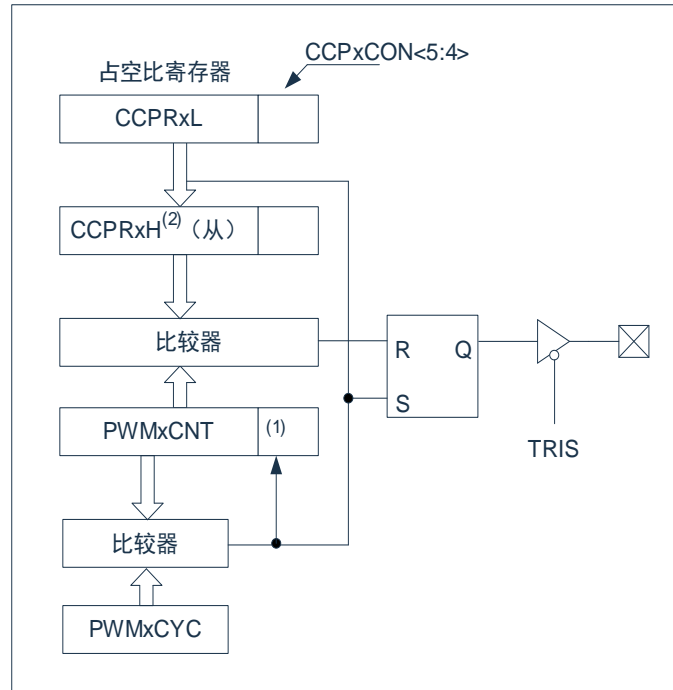 CCPxCON<5:4>
占空比寄存器
CCPRxL
CCPRxH(2)（从）
比较器
R Q
PWMxCNT (1)
S
TRIS
比较器
PWMxCYC